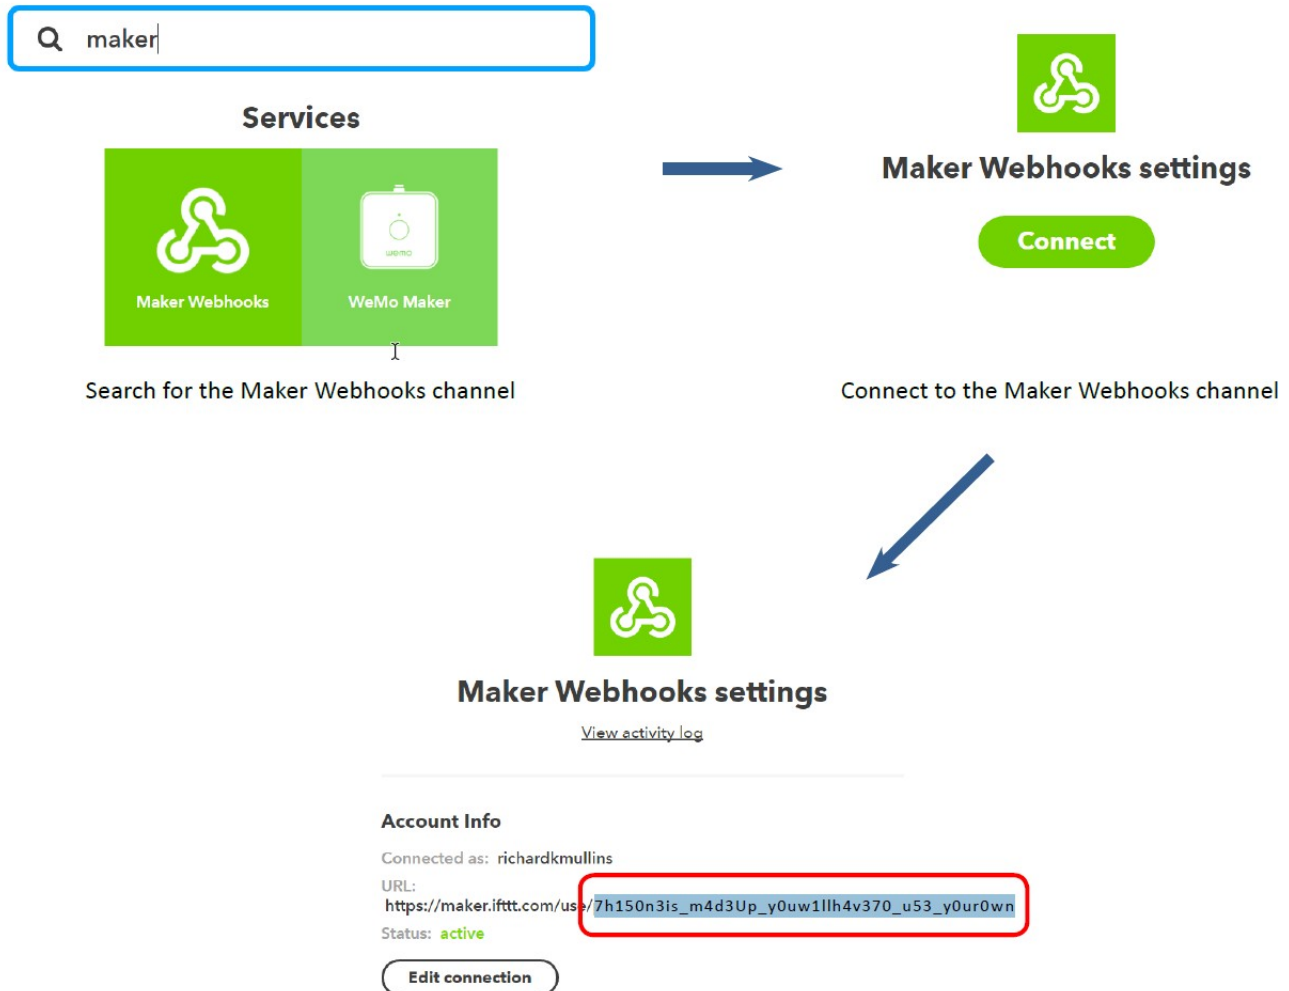 maker
Services
Maker Webhooks
WeMo Maker
wemo
Search for the Maker Webhooks channel
Maker Webhooks settings
Connect
Connect to the Maker Webhooks channel
Maker Webhooks settings
View activity log
Account Info
Connected as: richardkmullins
URL:
https://maker.ifttt.com/use/7h150n3is_m4d3Up_y0uw1llh4v370_u53_y0ur0wn
Status: active
Edit connection